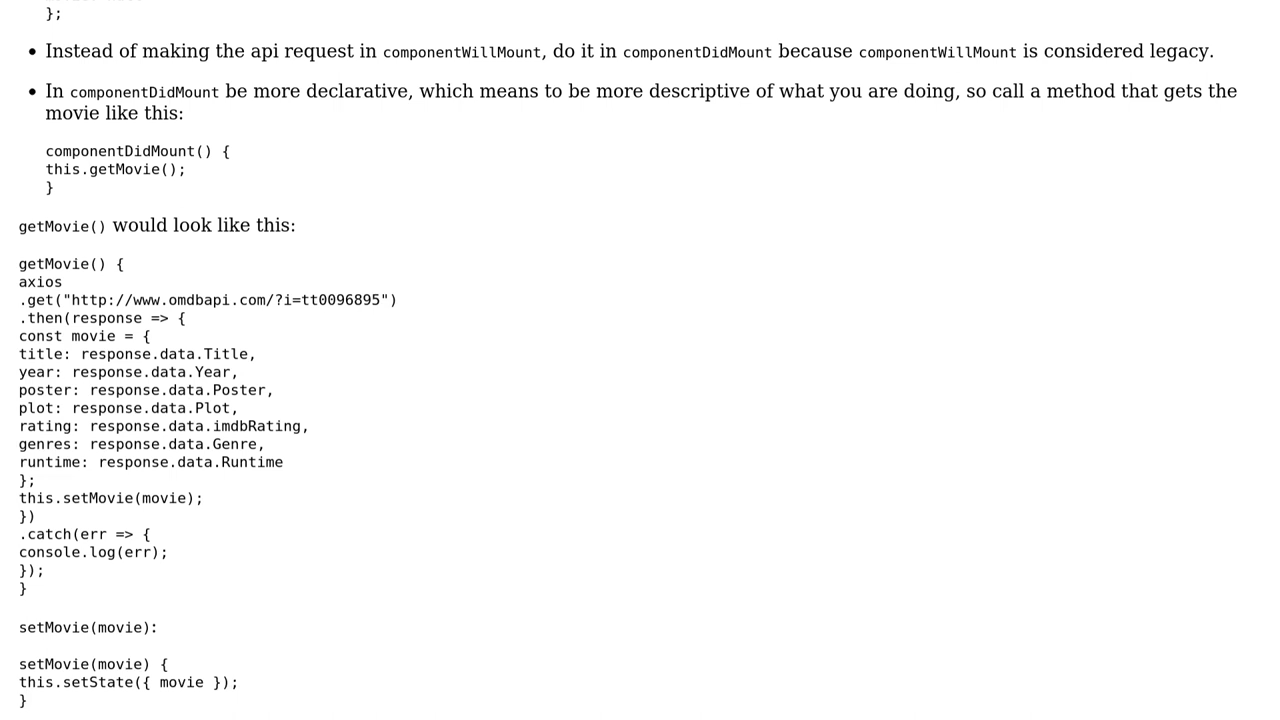 };
• Instead of making the api request in componentWillMount, do it in componentDidMount because componentWillMount is considered legacy.
• In componentDidMount be more declarative, which means to be more descriptive of what you are doing, so call a method that gets the
movie like this:
componentDidMount() {
this.getMovie();
}
getMovie() would look like this:
getMovie() {
axios
.get("http://www.omdbapi.com/?i=tt0096895")
.then(response => {
const movie = {
title: response.data.Title,
year: response.data.Year,
poster: response.data.Poster,
plot: response.data.Plot,
rating: response.data.imdbRating,
genres: response.data.Genre,
runtime: response.data.Runtime
};
this.setMovie(movie);
})
.catch(err => {
console.log(err);
});
}
setMovie(movie):
setMovie(movie) {
this.setState({ movie });
}